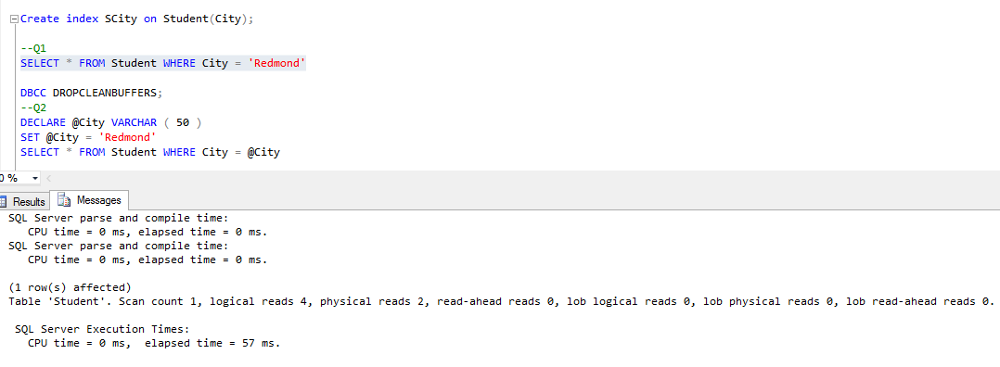 Create index SCity on Student(City);
--Q1
SELECT * FROM Student WHERE City = 'Redmond'
DBCC DROPCLEANBUFFERS;
--Q2
DECLARE @City VARCHAR ( 50 )
SET @City = 'Redmond'
SELECT * FROM Student WHERE City = @City
0 %
Results Messages
SQL Server parse and compile time:
CPU time = 0 ms, elapsed time = 0 ms.
SQL Server parse and compile time:
CPU time = 0 ms, elapsed time = 0 ms.
(1 row(s) affected)
Table 'Student'. Scan count 1, logical reads 4, physical reads 2, read-ahead reads 0, lob logical reads 0, lob physical reads 0, lob read-ahead reads 0.
SQL Server Execution Times:
CPU time = 0 ms,  elapsed time = 57 ms.